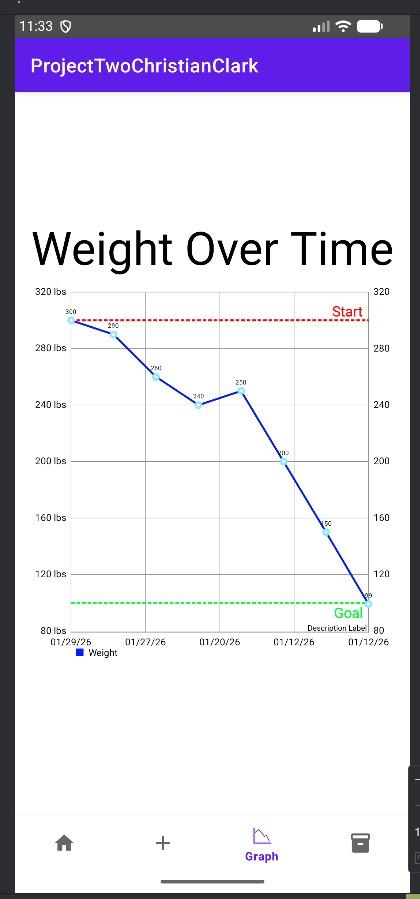 11:33
ProjectTwoChristianClark
Weight Over Time
320 lbs 320
300 Start
290
280 lbs 280
260
250
240
240 lbs 240
200
200 lbs 200
160 lbs 160
150
120 lbs 120
99
Goal
Description Label
80 lbs 80
01/29/26 01/27/26 01/20/26 01/12/26 01/12/26
Weight
Graph